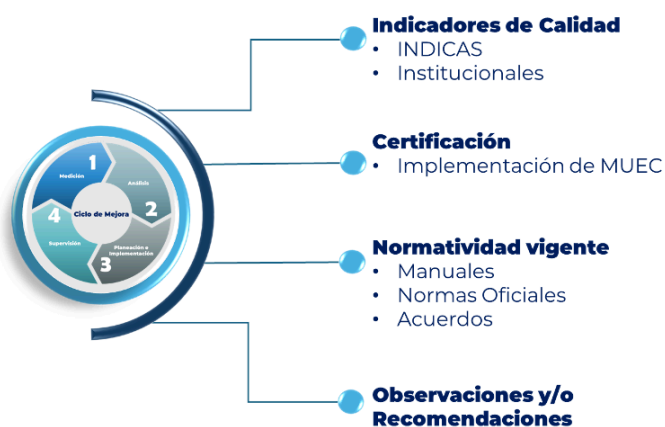 Indicadores de Calidad
• INDICAS
• Institucionales
Certificación
• Implementación de MUEC
Normatividad vigente
• Manuales
• Normas Oficiales
• Acuerdos
Observaciones y/o
Recomendaciones
Ciclo de Mejora
1
Medición
Análisis
2
Planeación e
Implementación
3
4
Supervisión